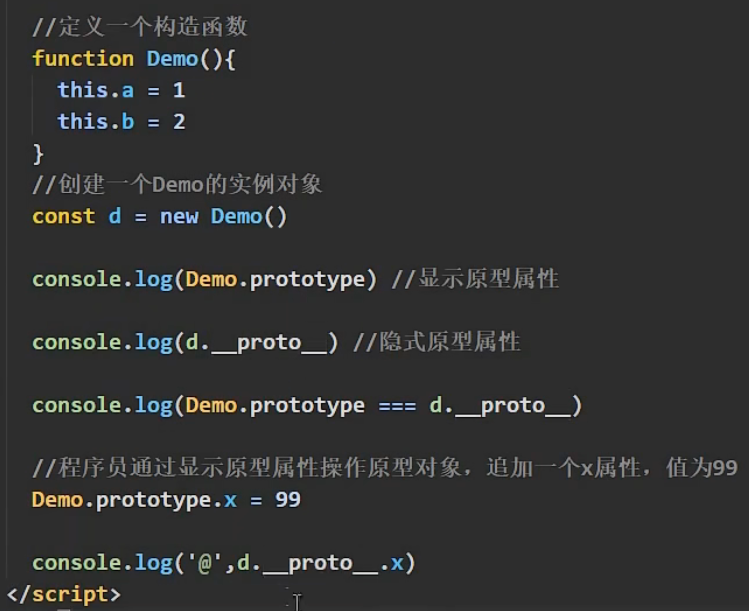 //定义一个构造函数
function Demo(){
this.a = 1
this.b = 2
}
//创建一个Demo的实例对象
const d = new Demo()
console.log(Demo.prototype) //显示原型属性
console.log(d.__proto__) //隐式原型属性
console.log(Demo.prototype === d.__proto__)
//程序员通过显示原型属性操作原型对象，追加一个x属性，值为99
Demo.prototype.x = 99
console.log('@',d.__proto__.x)
</script>